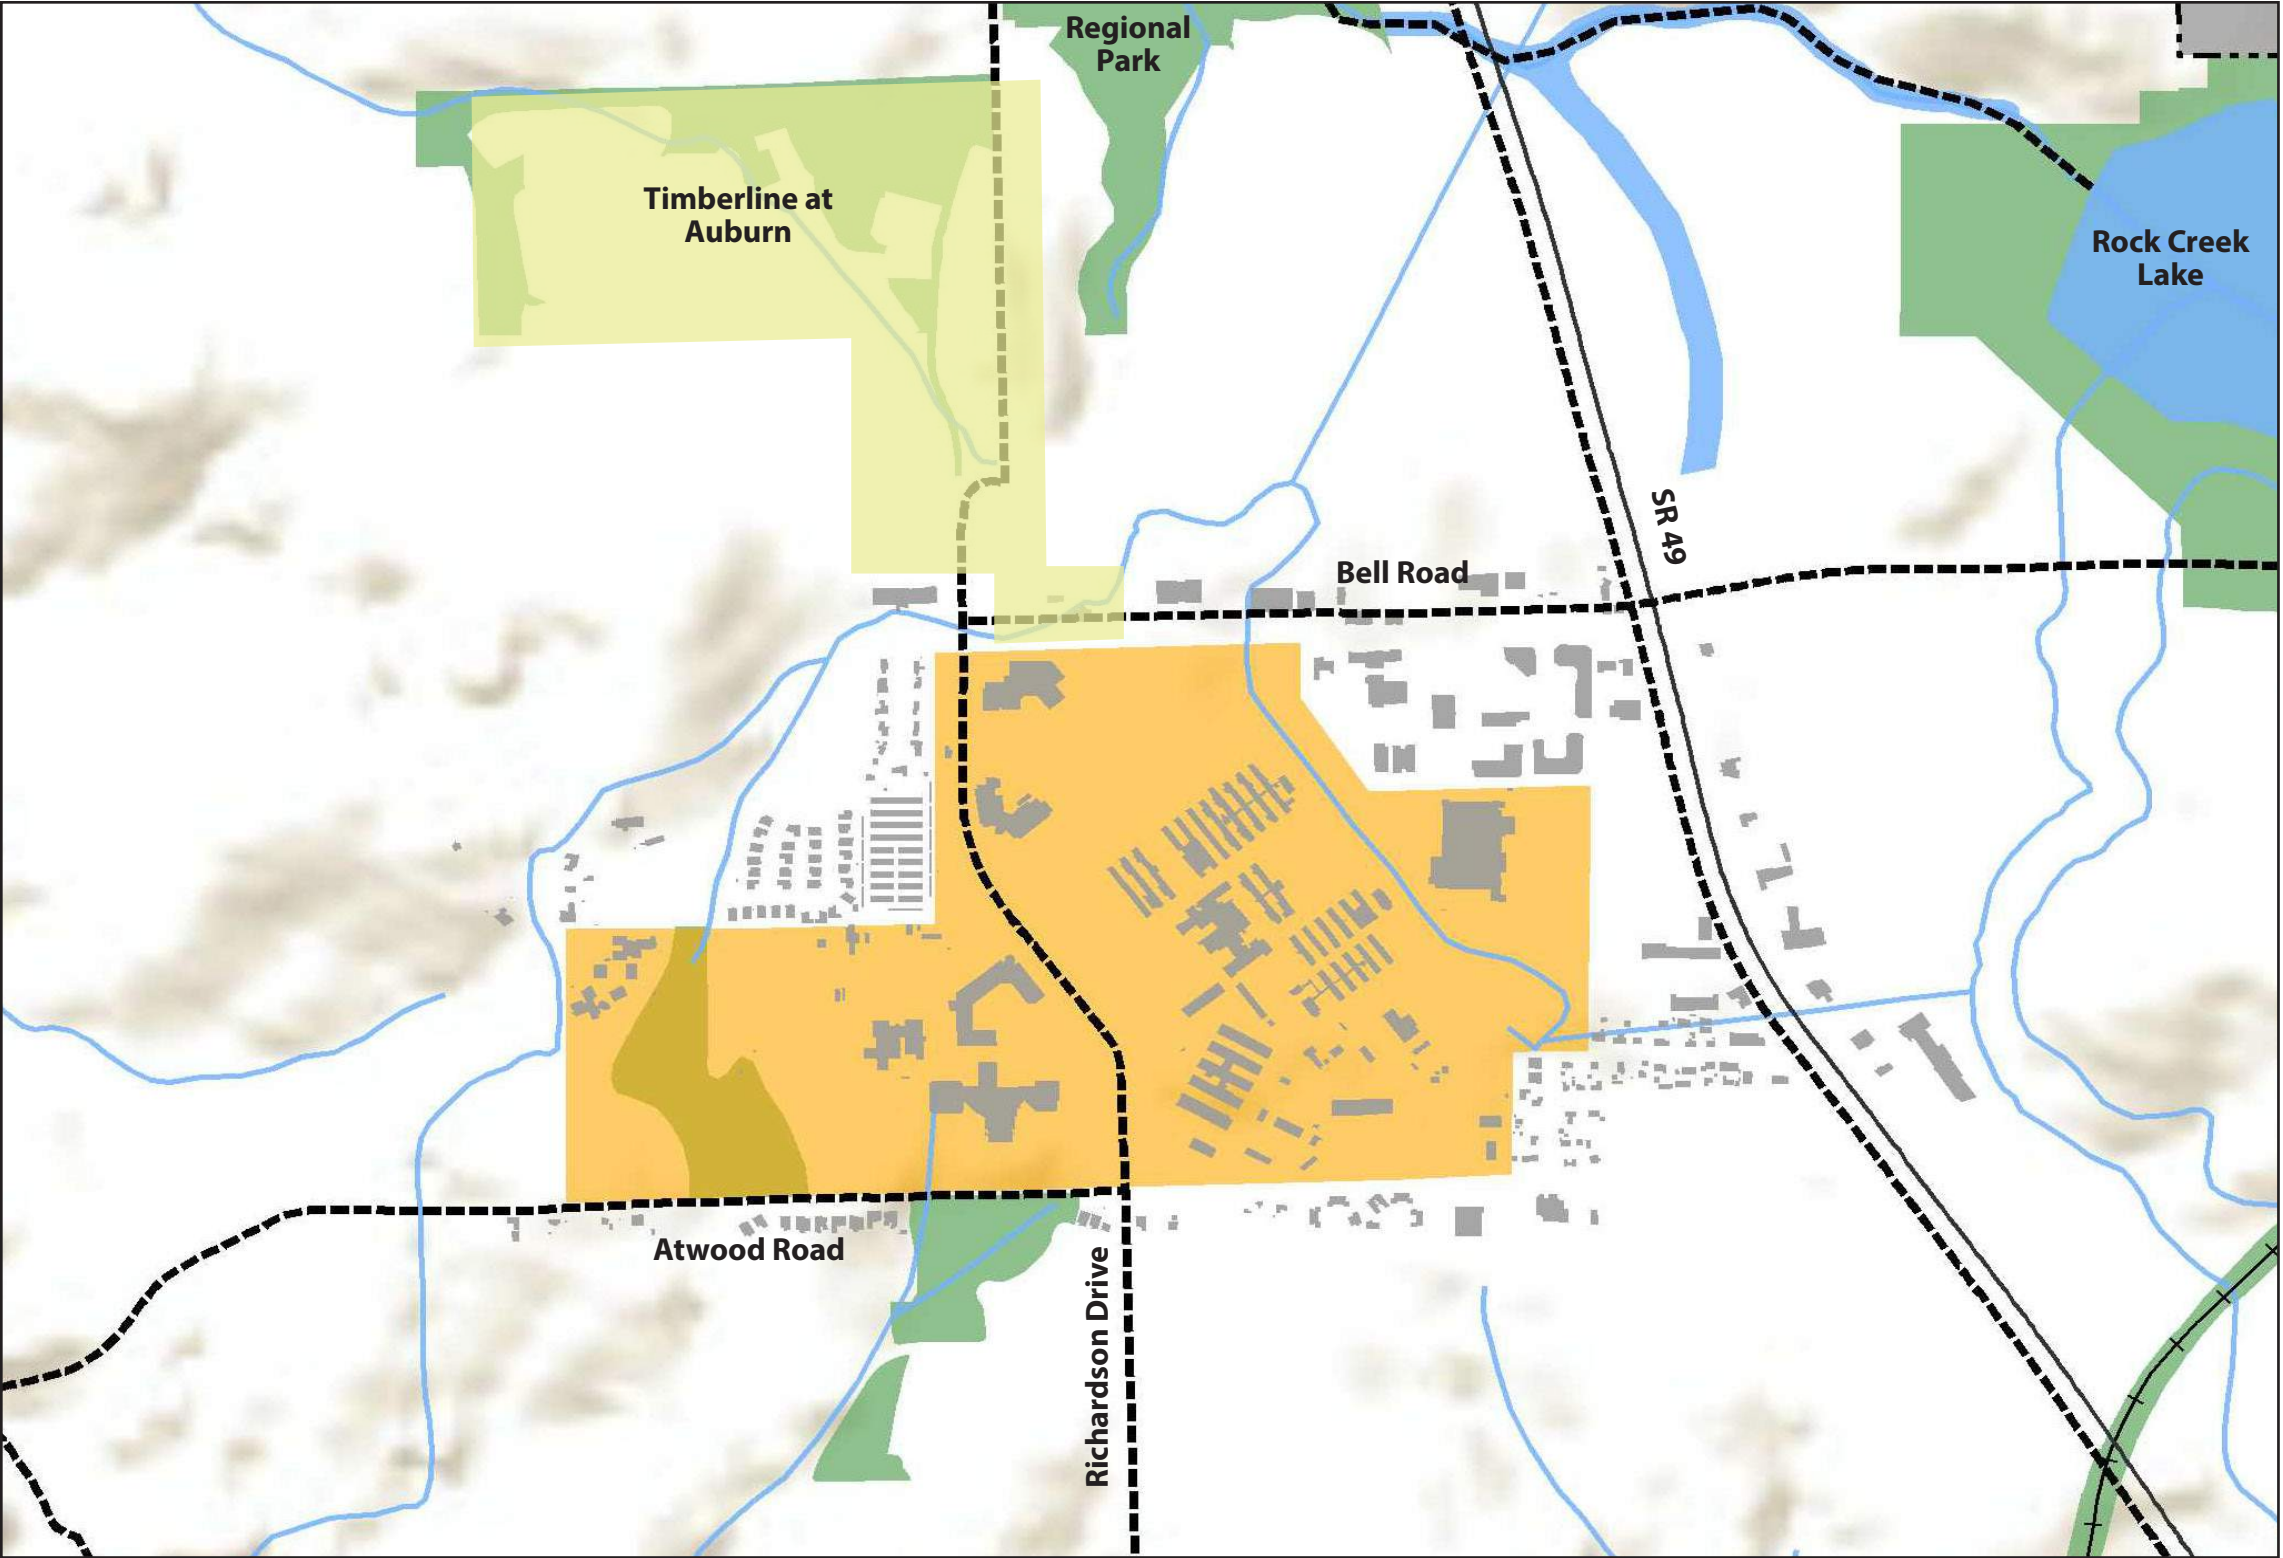 Regional
Park
Timberline at
Auburn
Rock Creek
Lake
SR 49
Bell Road
Atwood Road
Richardson Drive